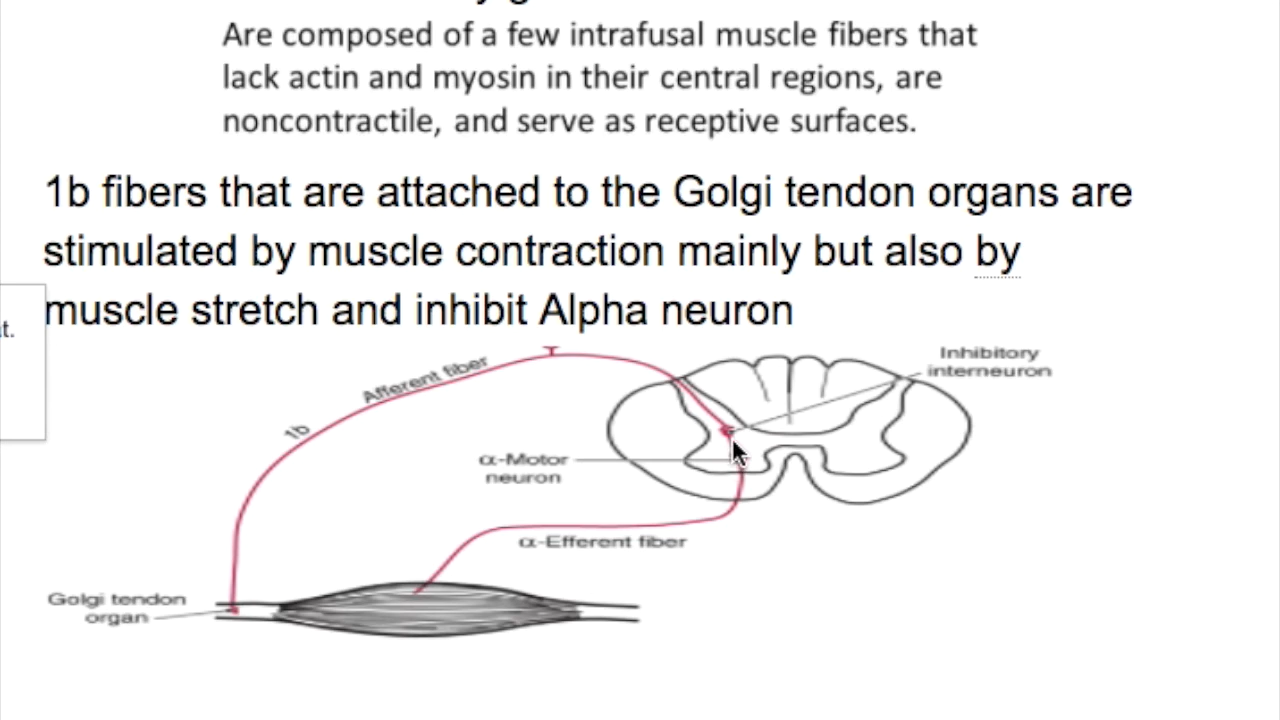 Are composed of a few intrafusal muscle fibers that
lack actin and myosin in their central regions, are
noncontractile, and serve as receptive surfaces.
1b fibers that are attached to the Golgi tendon organs are
stimulated by muscle contraction mainly but also by
muscle stretch and inhibit Alpha neuron
t.
Inhibitory
interneuron
Afferent fiber
1b
α-Motor
neuron
α-Efferent fiber
Golgi tendon
organ